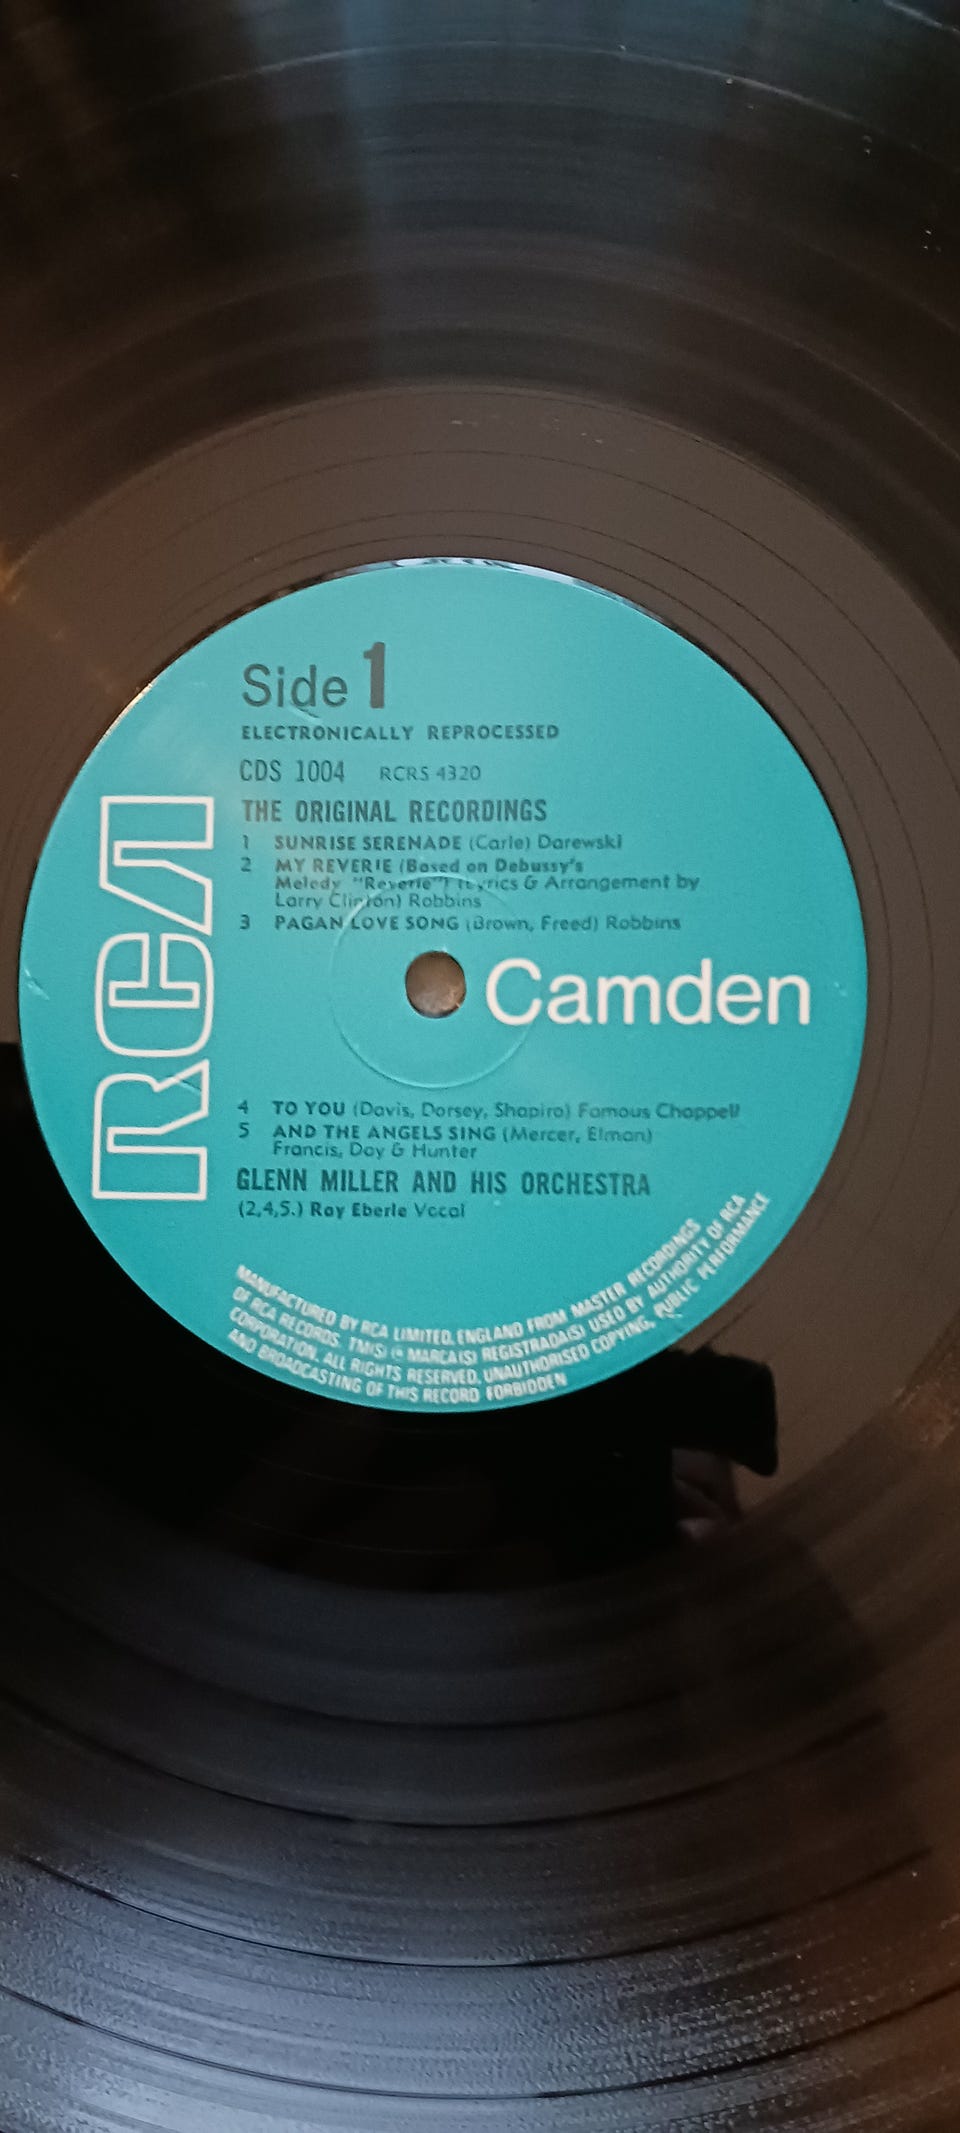 Side 1
ELECTRONICALLY REPROCESSED
CDS 1004 RCRS 4320
THE ORIGINAL RECORDINGS
1 SUNRISE SERENADE (Carle) Darewski
2 MY REVERIE (Based on Debussy's
Melody "Reverie") (Lyrics & Arrangement by
Larry Clinton) Robbins
3 PAGAN LOVE SONG (Brown, Freed) Robbins
RCA
Camden
4 TO YOU (Davis, Dorsey, Shapiro) Famous Chappell
5 AND THE ANGELS SING (Mercer, Elman)
Francis, Day & Hunter
GLENN MILLER AND HIS ORCHESTRA
(2,4,5.) Ray Eberle Vocal
MANUFACTURED BY RCA LIMITED, ENGLAND FROM MASTER RECORDINGS
OF RCA RECORDS. TM(S) ® MARCA(S) REGISTRADA(S) USED BY AUTHORITY OF RCA
CORPORATION. ALL RIGHTS RESERVED. UNAUTHORISED COPYING, PUBLIC PERFORMANCE
AND BROADCASTING OF THIS RECORD FORBIDDEN